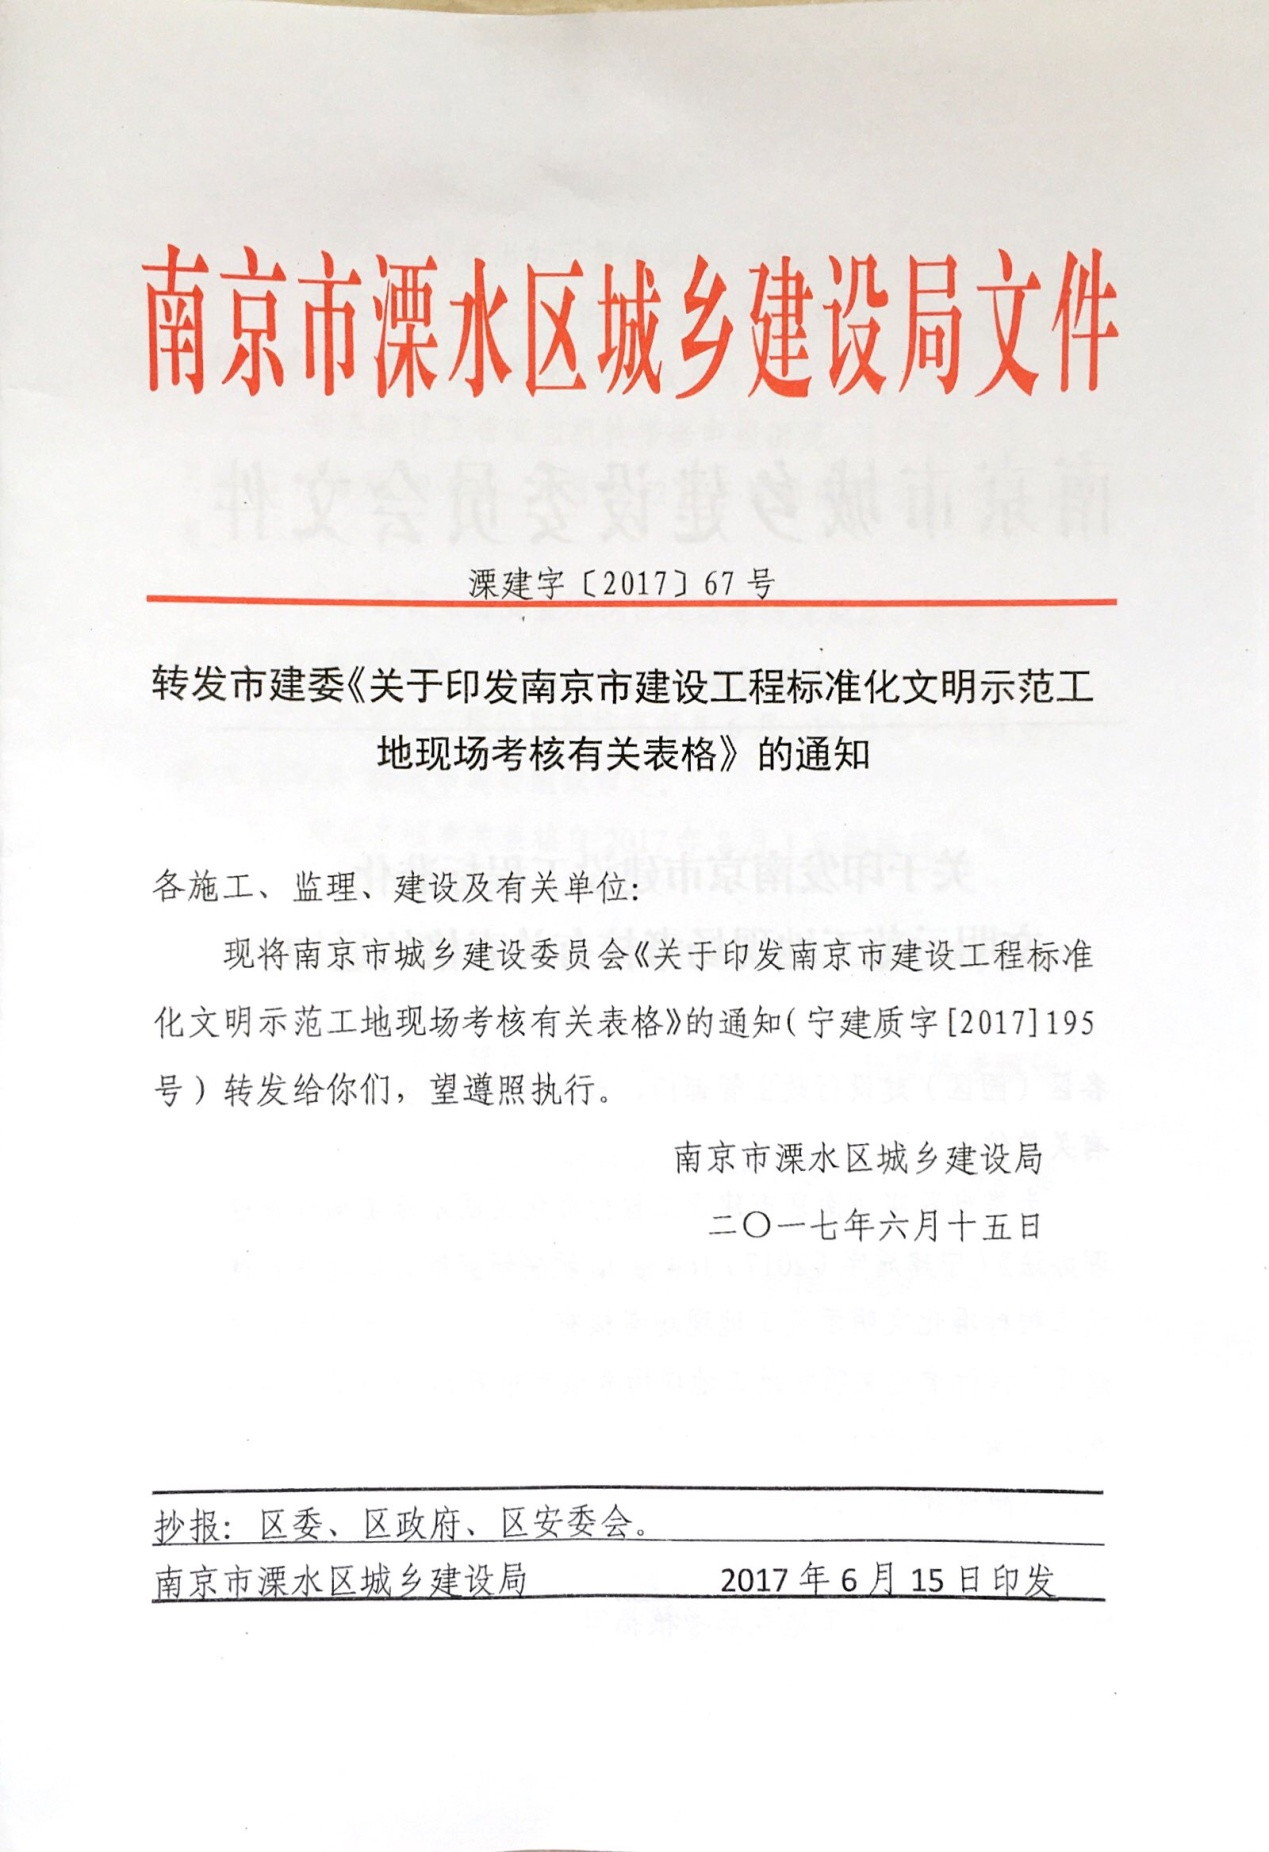 南京市溧水区城乡建设局文件
溧建字〔2017〕67号
转发市建委《关于印发南京市建设工程标准化文明示范工
地现场考核有关表格》的通知
各施工、监理、建设及有关单位:
现将南京市城乡建设委员会《关于印发南京市建设工程标准
化文明示范工地现场考核有关表格》的通知(宁建质字[2017]195
号)转发给你们，望遵照执行。
南京市溧水区城乡建设局
二〇一七年六月十五日
抄报: 区委、区政府、区安委会。
南京市溧水区城乡建设局 2017年6月15日印发